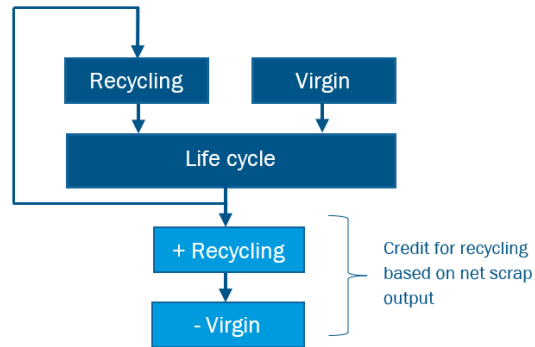 Recycling
Virgin
Life cycle
+ Recycling
- Virgin
Credit for recycling
based on net scrap
output